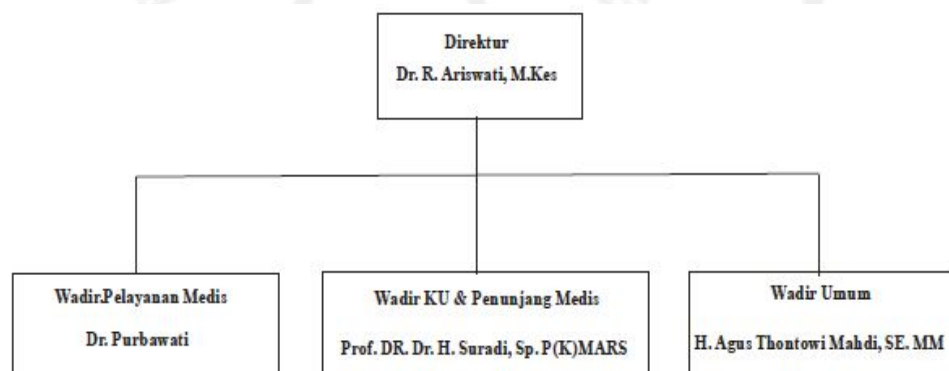 Direktur
Dr. R. Ariswati, M.Kes
Wadir.Pelayanan Medis
Dr. Purbawati
Wadir KU & Penunjang Medis
Prof. DR. Dr. H. Suradi, Sp. P(K)MARS
Wadir Umum
H. Agus Thontowi Mahdi, SE. MM